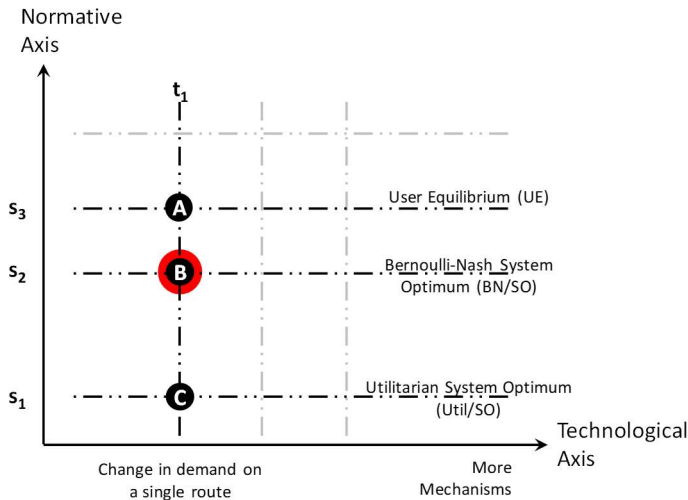 Normative
Axis
t1
s3
A
User Equilibrium (UE)
s2
B
Bernoulli-Nash System
Optimum (BN/SO)
s1
C
Utilitarian System Optimum
(Util/SO)
Technological
Axis
Change in demand on
a single route
More
Mechanisms